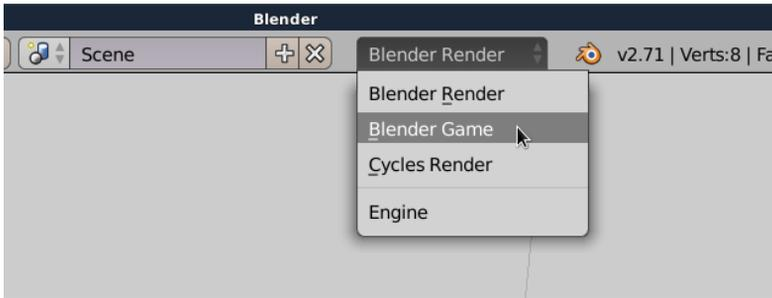 Blender
Scene Blender Render v2.71 | Verts:8 | Fa
Blender Render
Blender Game
Cycles Render
Engine